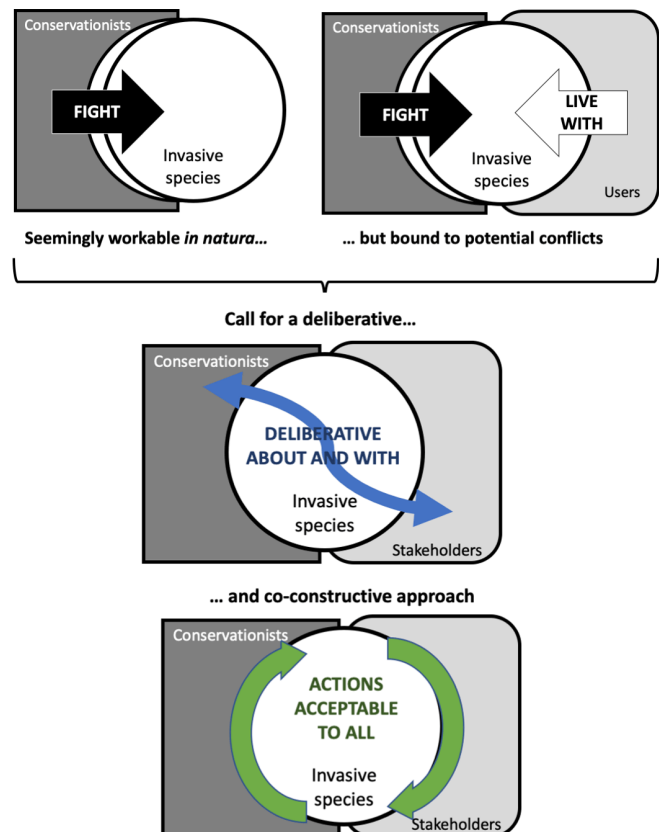 Conservationists
FIGHT
Invasive
species
Conservationists
FIGHT
LIVE
WITH
Invasive
species
Users
Seemingly workable in natura...
... but bound to potential conflicts
Call for a deliberative...
Conservationists
DELIBERATIVE
ABOUT AND WITH
Invasive
species
Stakeholders
... and co-constructive approach
Conservationists
ACTIONS
ACCEPTABLE
TO ALL
Invasive
species
Stakeholders